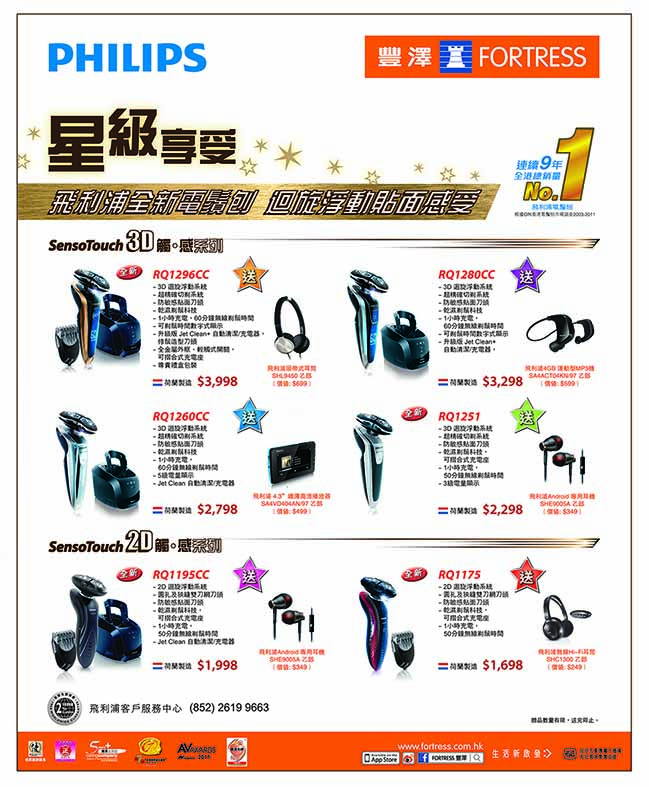 PHILIPS
豐澤 FORTRESS
星級享受
連續9年
全港總銷量
No.1
飛利浦電鬚刨
根據GfK香港電鬚刨市場調查2003-2011
飛利浦全新電鬚刨 迴旋浮動貼面感受
SensoTouch 3D 觸•感系列
全新
RQ1296CC
- 3D 迴旋浮動系統
- 超精確切剃系統
- 防敏感貼面刀頭
- 乾濕剃鬚科技
- 1小時充電，60分鐘無線剃鬚時間
- 可剃鬚時間數字式顯示
- 升級版 Jet Clean+ 自動清潔/充電器，
修鬚造型刀頭
- 全金屬外框，輕觸式開關，
可摺合式充電座
- 尊貴禮盒包裝
荷蘭製造 $3,998
送
飛利浦頭帶式耳筒
SHL9450 乙部
( 價值: $699 )
RQ1280CC
- 3D 迴旋浮動系統
- 超精確切剃系統
- 防敏感貼面刀頭
- 乾濕剃鬚科技
- 1小時充電，
60分鐘無線剃鬚時間
- 可剃鬚時間數字式顯示
- 升級版 Jet Clean+
自動清潔/充電器，
荷蘭製造 $3,298
送
飛利浦4GB 運動型MP3機
SA4ACT04KN/97 乙部
( 價值: $599 )
RQ1260CC
- 3D 迴旋浮動系統
- 超精確切剃系統
- 防敏感貼面刀頭
- 乾濕剃鬚科技
- 1小時充電，
60分鐘無線剃鬚時間
- 5級電量顯示
- Jet Clean 自動清潔/充電器
荷蘭製造 $2,798
送
飛利浦 4.3" 纖薄高清播放器
SA4VD404AN/97 乙部
( 價值: $499 )
全新
RQ1251
- 3D 迴旋浮動系統
- 超精確切剃系統
- 防敏感貼面刀頭
- 乾濕剃鬚科技，
可摺合式充電座
- 1小時充電，
50分鐘無線剃鬚時間
- 3級電量顯示
荷蘭製造 $2,298
送
飛利浦Android 專用耳機
SHE9005A 乙部
( 價值: $349 )
SensoTouch 2D 觸•感系列
全新
RQ1195CC
- 2D 迴旋浮動系統
- 圓孔及狹縫雙刀網刀頭
- 防敏感貼面刀頭
- 乾濕剃鬚科技，
可摺合式充電座
- 1小時充電，
50分鐘無線剃鬚時間
- Jet Clean 自動清潔/充電器
荷蘭製造 $1,998
送
飛利浦Android 專用耳機
SHE9005A 乙部
( 價值: $349 )
全新
RQ1175
- 2D 迴旋浮動系統
- 圓孔及狹縫雙刀網刀頭
- 防敏感貼面刀頭
- 乾濕剃鬚科技，
可摺合式充電座
- 1小時充電，
50分鐘無線剃鬚時間
荷蘭製造 $1,698
送
飛利浦無線Hi-Fi耳筒
SHC1300 乙部
( 價值: $249 )
飛利浦客戶服務中心 (852) 2619 9663
贈品數量有限，送完即止。
www.fortress.com.hk
App Store
FORTRESS 豐澤
生活新啟發